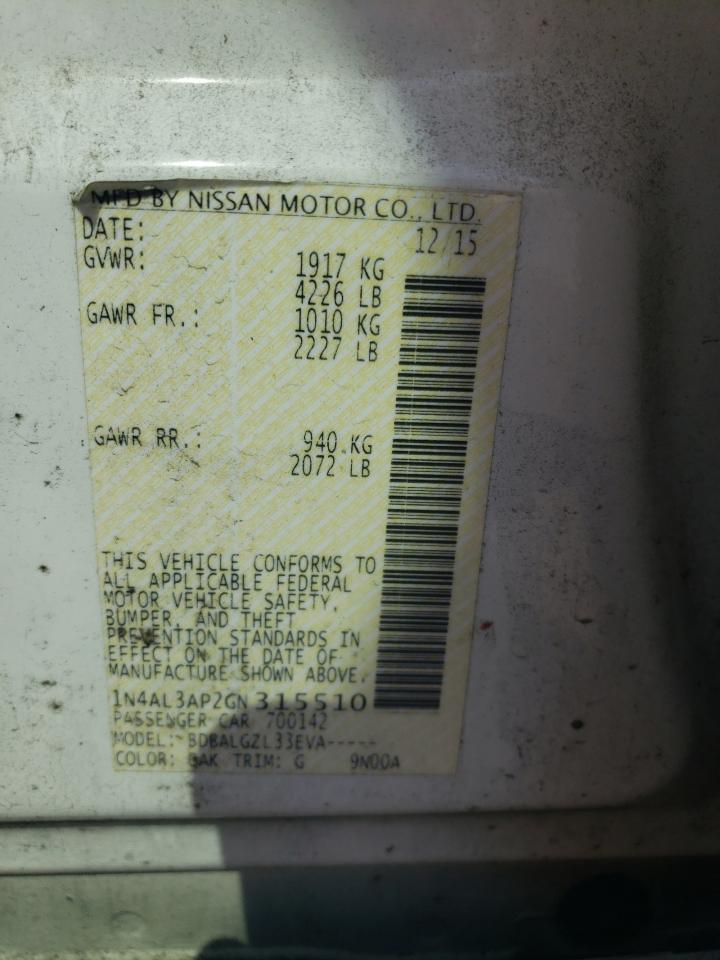 MFD BY NISSAN MOTOR CO., LTD.
DATE: 12/15
GVWR: 1917 KG
4226 LB
GAWR FR.: 1010 KG
2227 LB
GAWR RR.: 940 KG
2072 LB
THIS VEHICLE CONFORMS TO
ALL APPLICABLE FEDERAL
MOTOR VEHICLE SAFETY,
BUMPER, AND THEFT
PREVENTION STANDARDS IN
EFFECT ON THE DATE OF
MANUFACTURE SHOWN ABOVE.
1N4AL3AP2GN315510
PASSENGER CAR 700142
MODEL: BDBALGZL33EVA-----
COLOR: QAK TRIM: G 9N00A